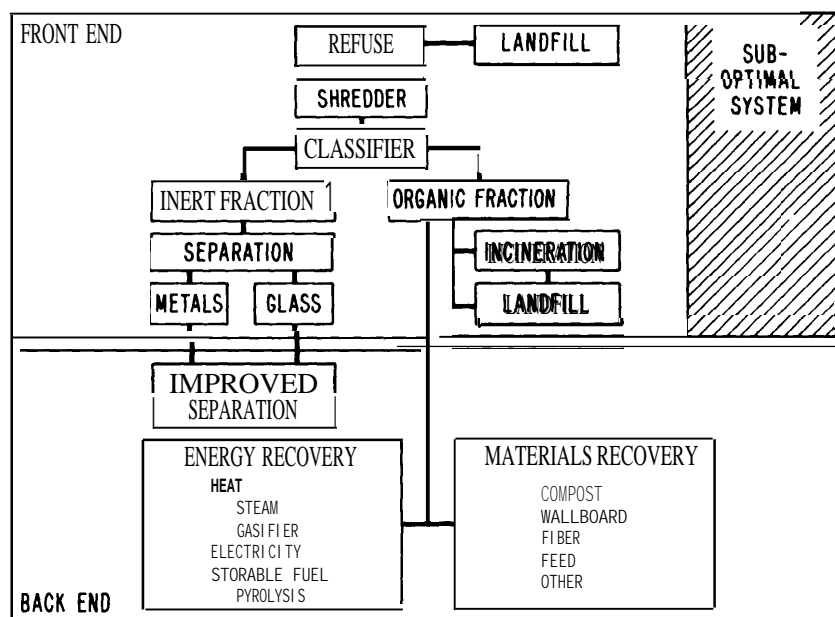 FRONT END
REFUSE
LANDFILL
SUB-
OPTIMAL
SYSTEM
SHREDDER
CLASSIFIER
INERT FRACTION 1
ORGANIC FRACTION
SEPARATION
INCINERATION
METALS
GLASS
LANDFILL
IMPROVED
SEPARATION
ENERGY RECOVERY
HEAT
STEAM
GASIFIER
ELECTRICITY
STORABLE FUEL
PYROLYSIS
MATERIALS RECOVERY
COMPOST
WALLBOARD
FIBER
FEED
OTHER
BACK END